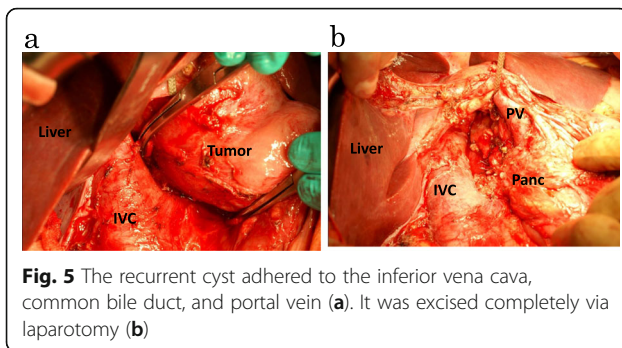 a
b
Liver
Tumor
IVC
PV
Liver
Panc
IVC
Fig. 5 The recurrent cyst adhered to the inferior vena cava,
common bile duct, and portal vein (a). It was excised completely via
laparotomy (b)